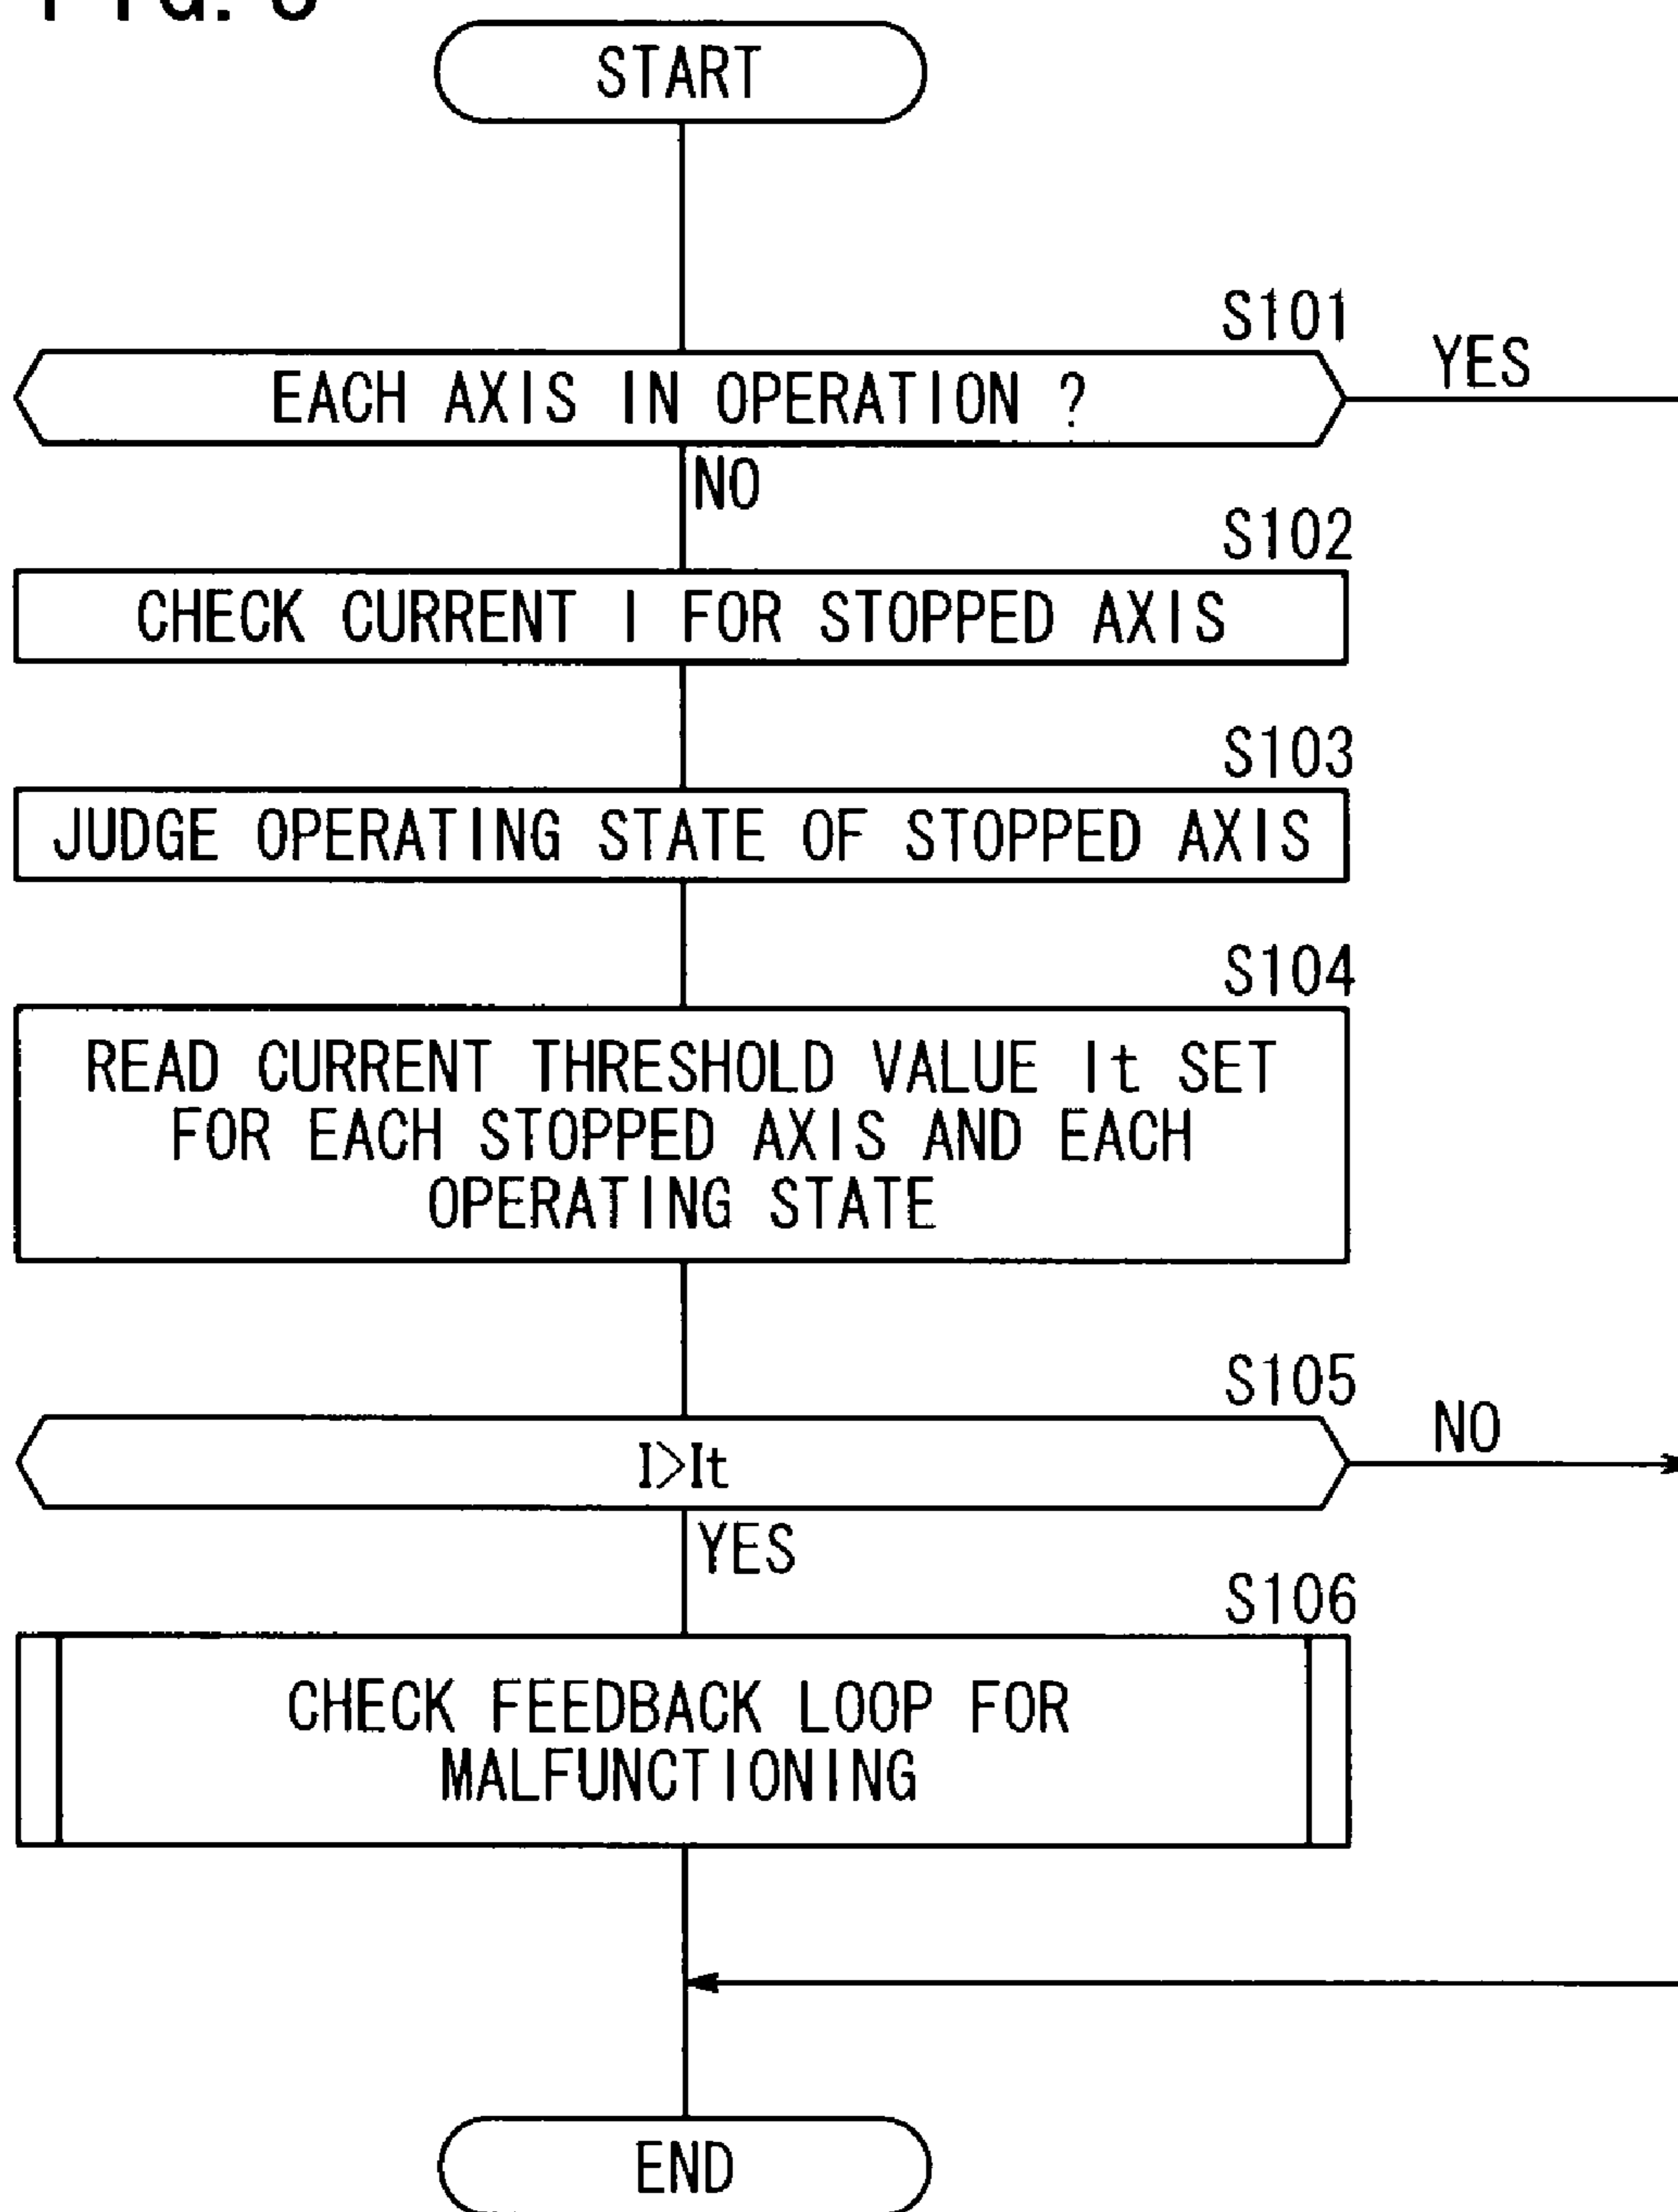 START
S101
YES
EACH AXIS IN OPERATION ?
NO
S102
CHECK CURRENT I FOR STOPPED AXIS
S103
JUDGE OPERATING STATE OF STOPPED AXIS
S104
READ CURRENT THRESHOLD VALUE It SET
FOR EACH STOPPED AXIS AND EACH
OPERATING STATE
S105
NO
I>It
YES
S106
CHECK FEEDBACK LOOP FOR
MALFUNCTIONING
END